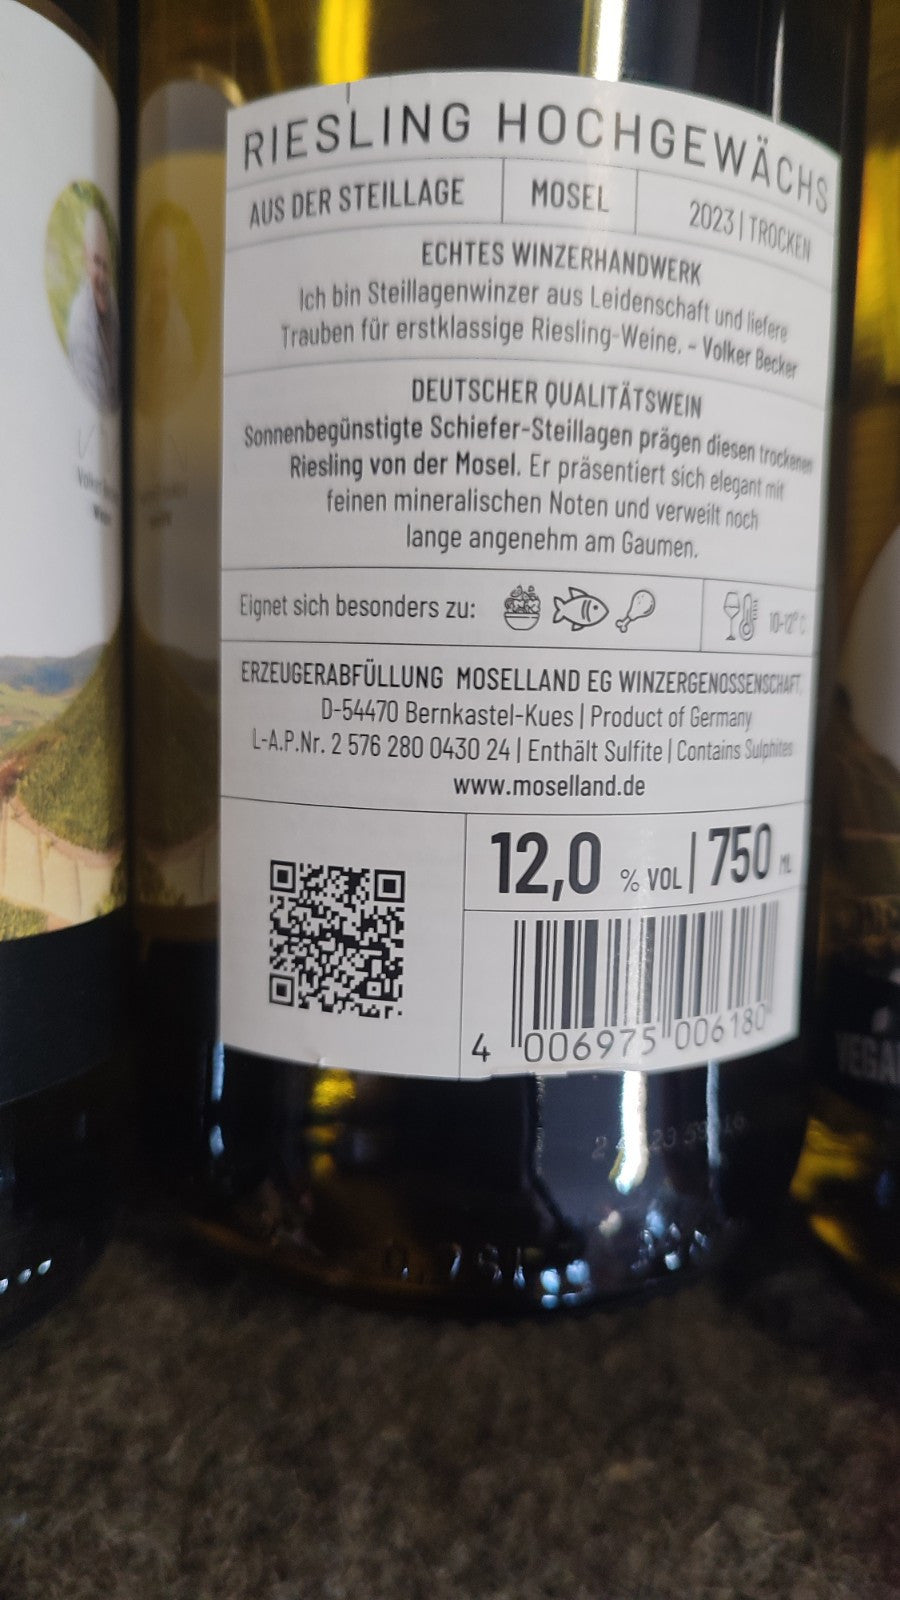 RIESLING HOCHGEWÄCHS
AUS DER STEILLAGE
MOSEL
2023 | TROCKEN
ECHTES WINZERHANDWERK
Ich bin Steillagenwinzer aus Leidenschaft und liefere
Trauben für erstklassige Riesling-Weine. - Volker Becker
DEUTSCHER QUALITÄTSWEIN
Sonnenbegünstigte Schiefer-Steillagen prägen diesen trockenen
Riesling von der Mosel. Er präsentiert sich elegant mit
feinen mineralischen Noten und verweilt noch
lange angenehm am Gaumen.
Eignet sich besonders zu:
10-12° C
ERZEUGERABFÜLLUNG MOSELLAND EG WINZERGENOSSENSCHAFT
D-54470 Bernkastel-Kues | Product of Germany
L-A.P.Nr. 2 576 280 0430 24 | Enthält Sulfite | Contains Sulphites
www.moselland.de
12,0 % VOL | 750 ML
4 006975 006180